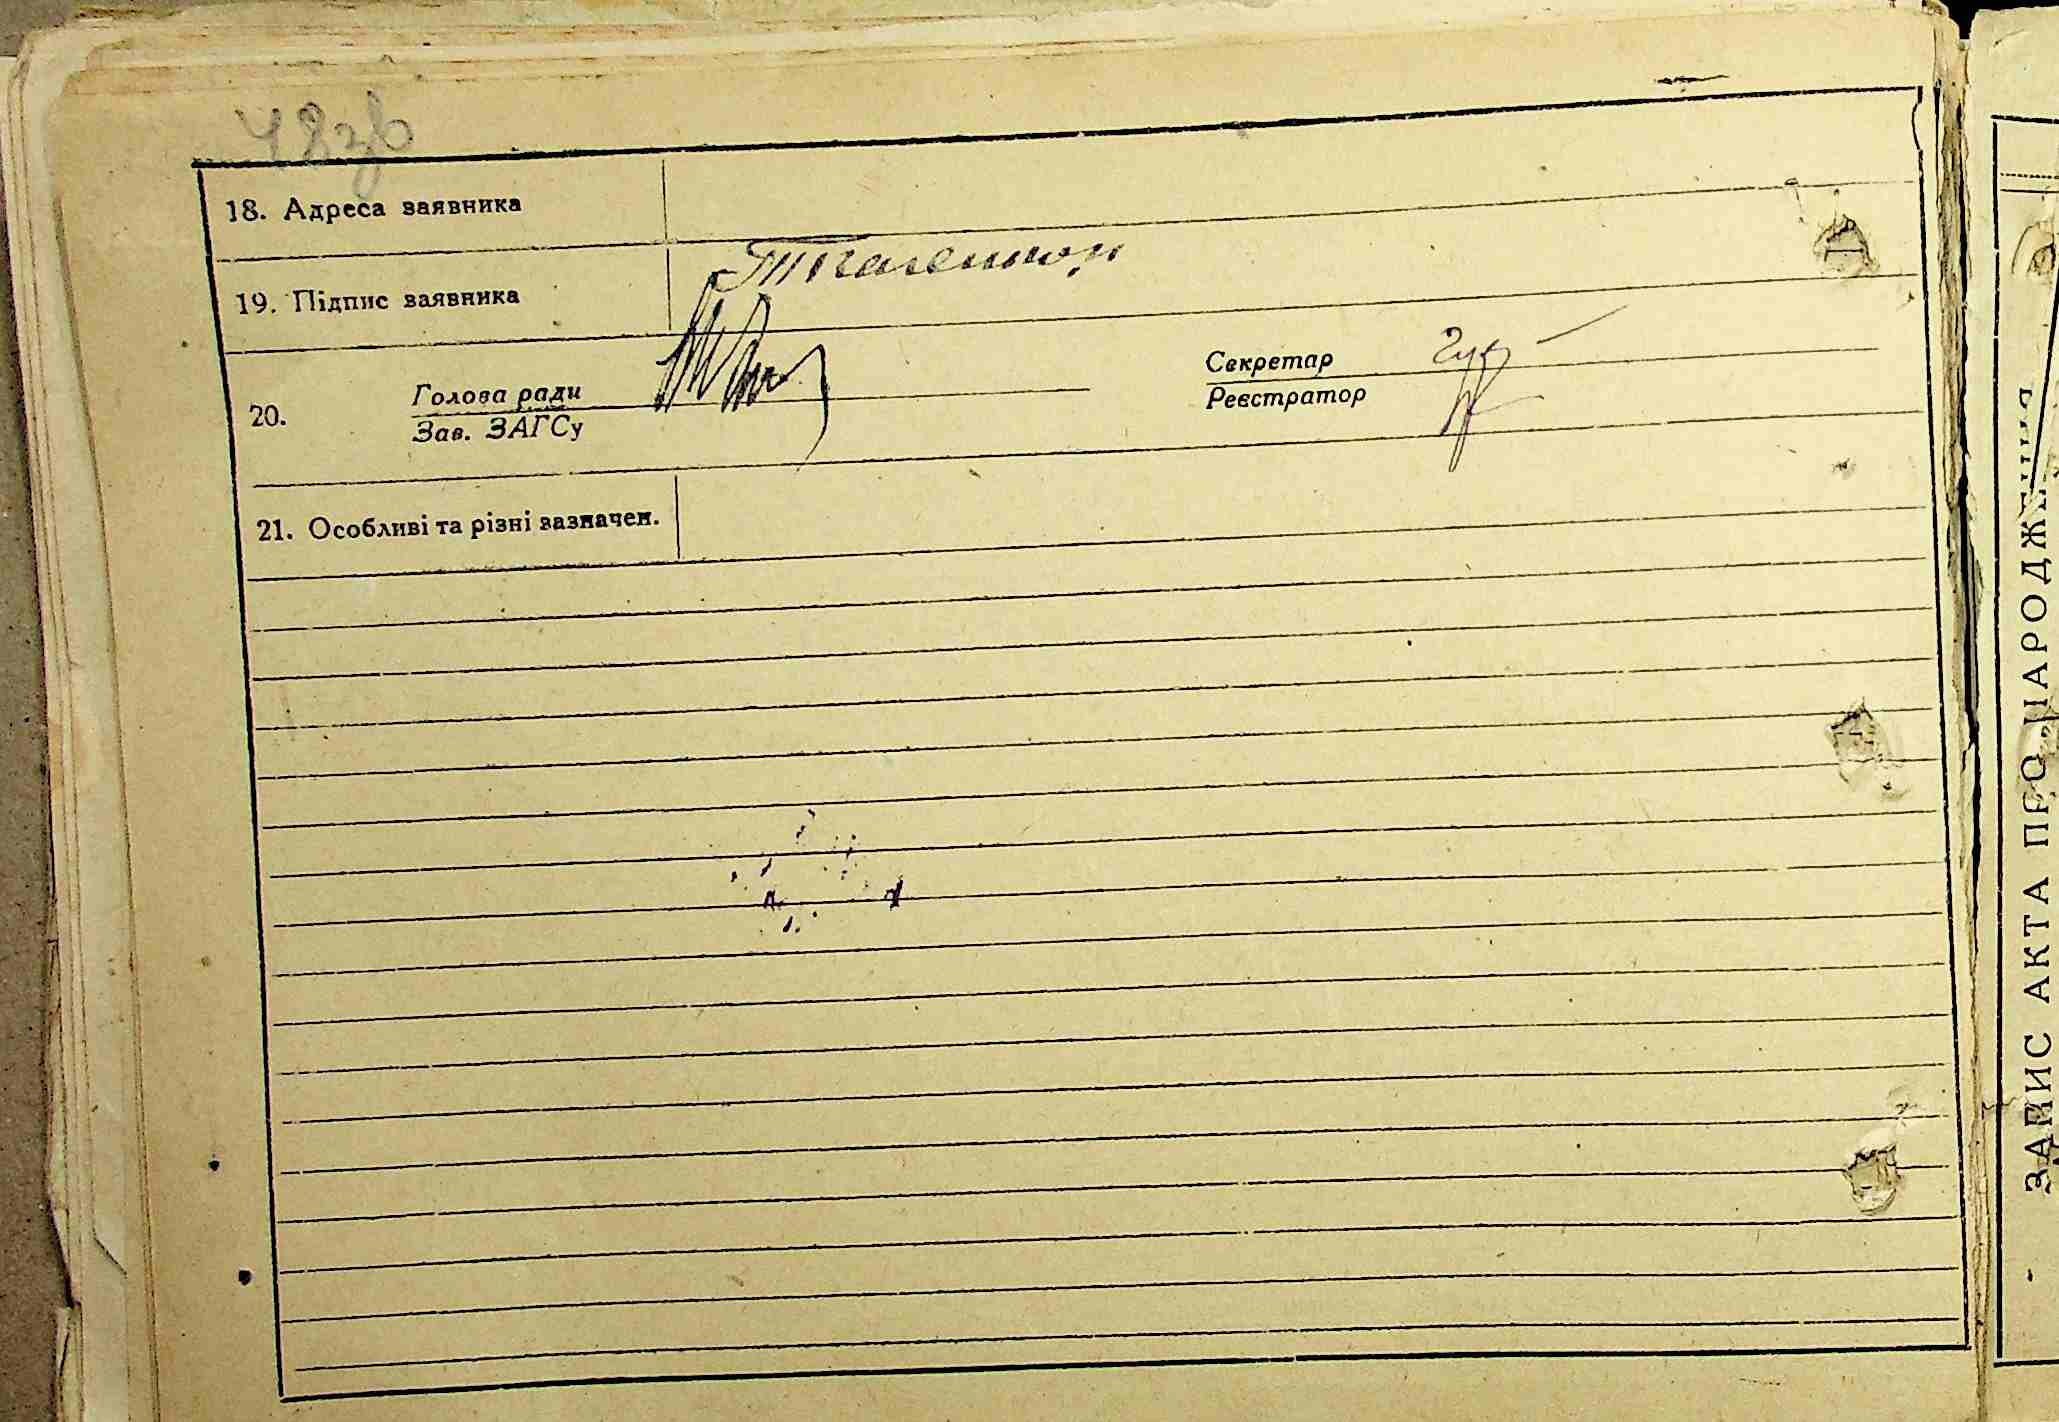 48зв
18. Адреса заявника
19. Підпис заявника
20. Голова ради
Зав. ЗАГСу
Секретар
Реєстратор
21. Особливі та різні зазначен.
ЗАПИС АКТА ПРО НАРОДЖЕННЯ